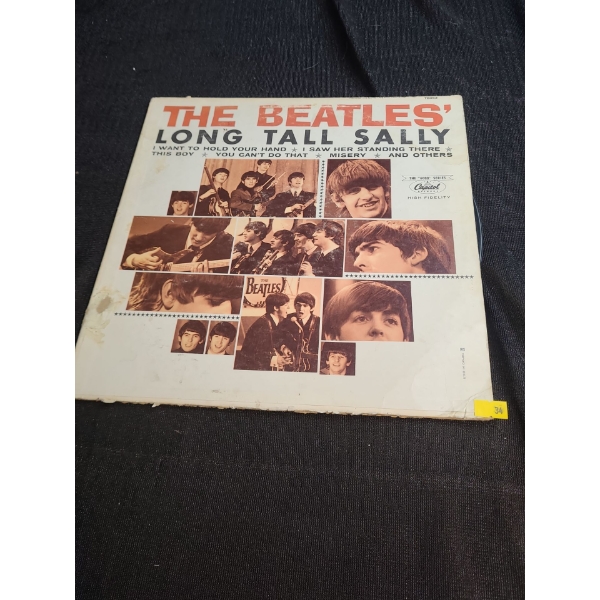 THE BEATLES'
LONG TALL SALLY
I WANT TO HOLD YOUR HAND ★ I SAW HER STANDING THERE ★
THIS BOY ★ YOU CAN'T DO THAT ★ MISERY ★ AND OTHERS
Capitol
HIGH FIDELITY
THE
BEATLES
34